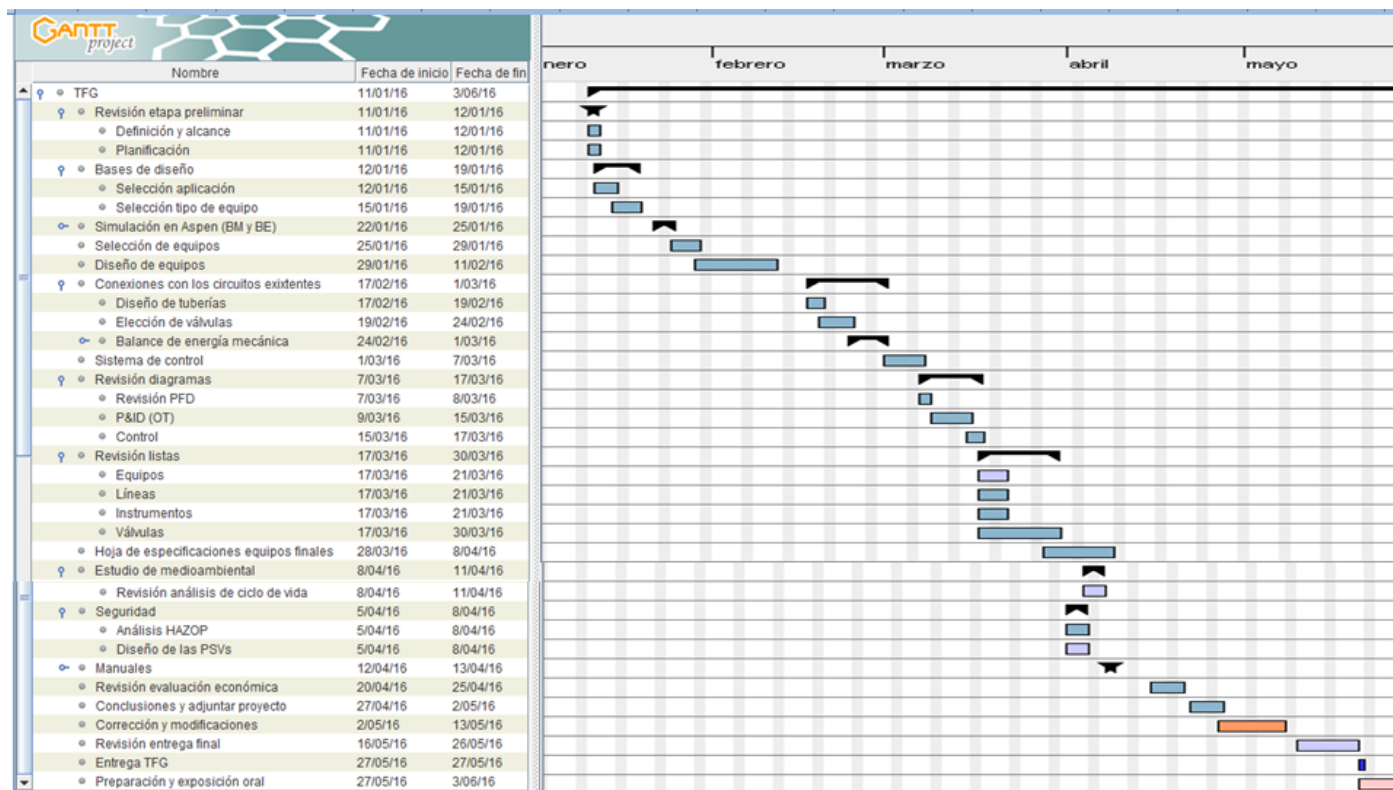 GANTT
project
nero febrero marzo abril mayo
Nombre Fecha de inicio Fecha de fin
TFG 11/01/16 3/06/16
Revisión etapa preliminar 11/01/16 12/01/16
Definición y alcance 11/01/16 12/01/16
Planificación 11/01/16 12/01/16
Bases de diseño 12/01/16 19/01/16
Selección aplicación 12/01/16 15/01/16
Selección tipo de equipo 15/01/16 19/01/16
Simulación en Aspen (BM y BE) 22/01/16 25/01/16
Selección de equipos 25/01/16 29/01/16
Diseño de equipos 29/01/16 11/02/16
Conexiones con los circuitos exixtentes 17/02/16 1/03/16
Diseño de tuberías 17/02/16 19/02/16
Elección de válvulas 19/02/16 24/02/16
Balance de energía mecánica 24/02/16 1/03/16
Sistema de control 1/03/16 7/03/16
Revisión diagramas 7/03/16 17/03/16
Revisión PFD 7/03/16 8/03/16
P&ID (OT) 9/03/16 15/03/16
Control 15/03/16 17/03/16
Revisión listas 17/03/16 30/03/16
Equipos 17/03/16 21/03/16
Líneas 17/03/16 21/03/16
Instrumentos 17/03/16 21/03/16
Válvulas 17/03/16 30/03/16
Hoja de especificaciones equipos finales 28/03/16 8/04/16
Estudio de medioambiental 8/04/16 11/04/16
Revisión análisis de ciclo de vida 8/04/16 11/04/16
Seguridad 5/04/16 8/04/16
Análisis HAZOP 5/04/16 8/04/16
Diseño de las PSVs 5/04/16 8/04/16
Manuales 12/04/16 13/04/16
Revisión evaluación económica 20/04/16 25/04/16
Conclusiones y adjuntar proyecto 27/04/16 2/05/16
Corrección y modificaciones 2/05/16 13/05/16
Revisión entrega final 16/05/16 26/05/16
Entrega TFG 27/05/16 27/05/16
Preparación y exposición oral 27/05/16 3/06/16